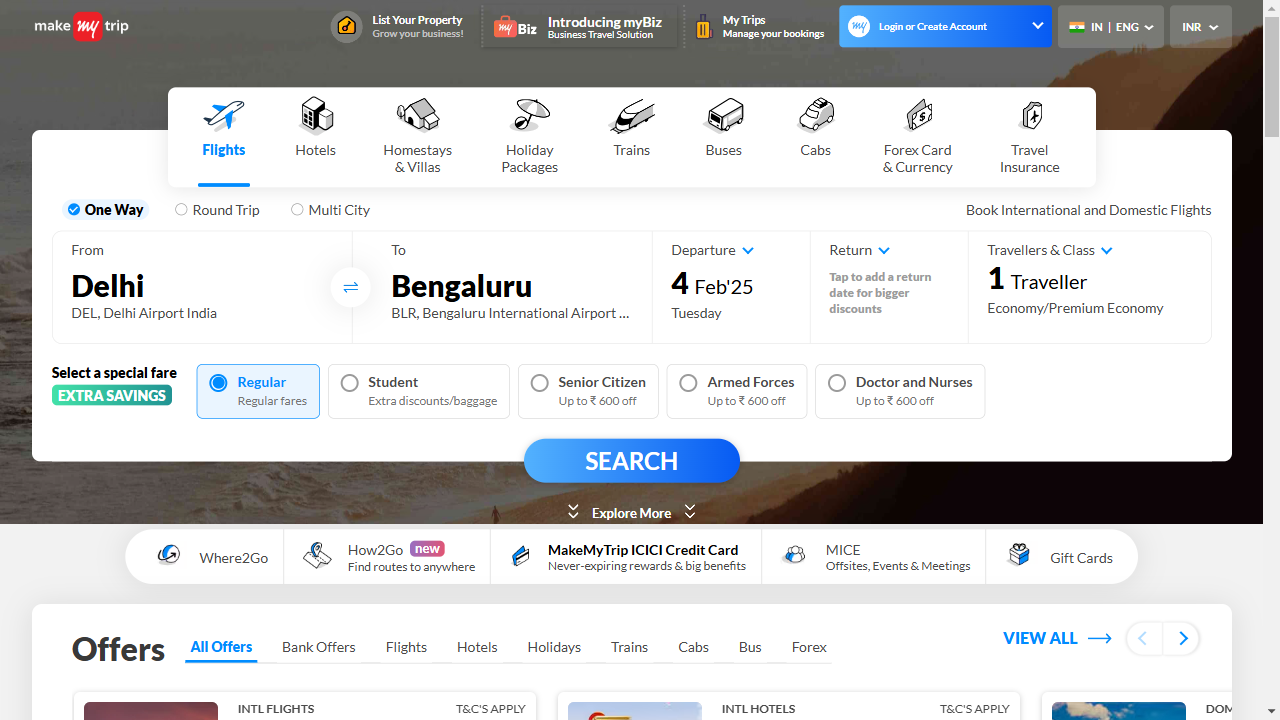 make my trip
List Your Property
Grow your business!
my Biz
Introducing myBiz
Business Travel Solution
My Trips
Manage your bookings
my
Login or Create Account
IN | ENG
INR
Flights
Hotels
Homestays
& Villas
Holiday
Packages
Trains
Buses
Cabs
Forex Card
& Currency
Travel
Insurance
One Way
Round Trip
Multi City
Book International and Domestic Flights
From
Delhi
DEL, Delhi Airport India
To
Bengaluru
BLR, Bengaluru International Airport ...
Departure
4 Feb'25
Tuesday
Return
Tap to add a return
date for bigger
discounts
Travellers & Class
1 Traveller
Economy/Premium Economy
Select a special fare
EXTRA SAVINGS
Regular
Regular fares
Student
Extra discounts/baggage
Senior Citizen
Up to ₹ 600 off
Armed Forces
Up to ₹ 600 off
Doctor and Nurses
Up to ₹ 600 off
SEARCH
Explore More
Where2Go
How2Go new
Find routes to anywhere
MakeMyTrip ICICI Credit Card
Never-expiring rewards & big benefits
MICE
Offsites, Events & Meetings
Gift Cards
Offers
All Offers
Bank Offers
Flights
Hotels
Holidays
Trains
Cabs
Bus
Forex
VIEW ALL
INTL FLIGHTS
T&C'S APPLY
INTL HOTELS
T&C'S APPLY
DOM